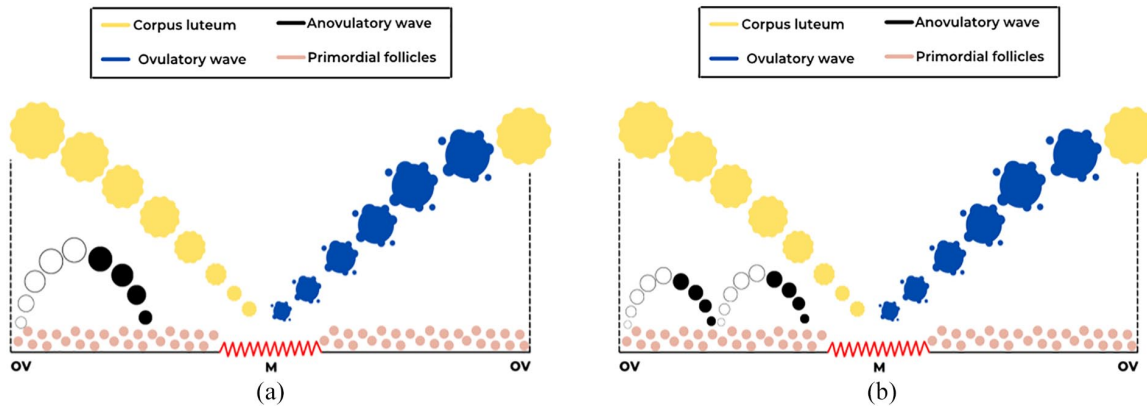 Corpus luteum Anovulatory wave
Ovulatory wave Primordial follicles
OV M OV
(a)
Corpus luteum Anovulatory wave
Ovulatory wave Primordial follicles
OV M OV
(b)